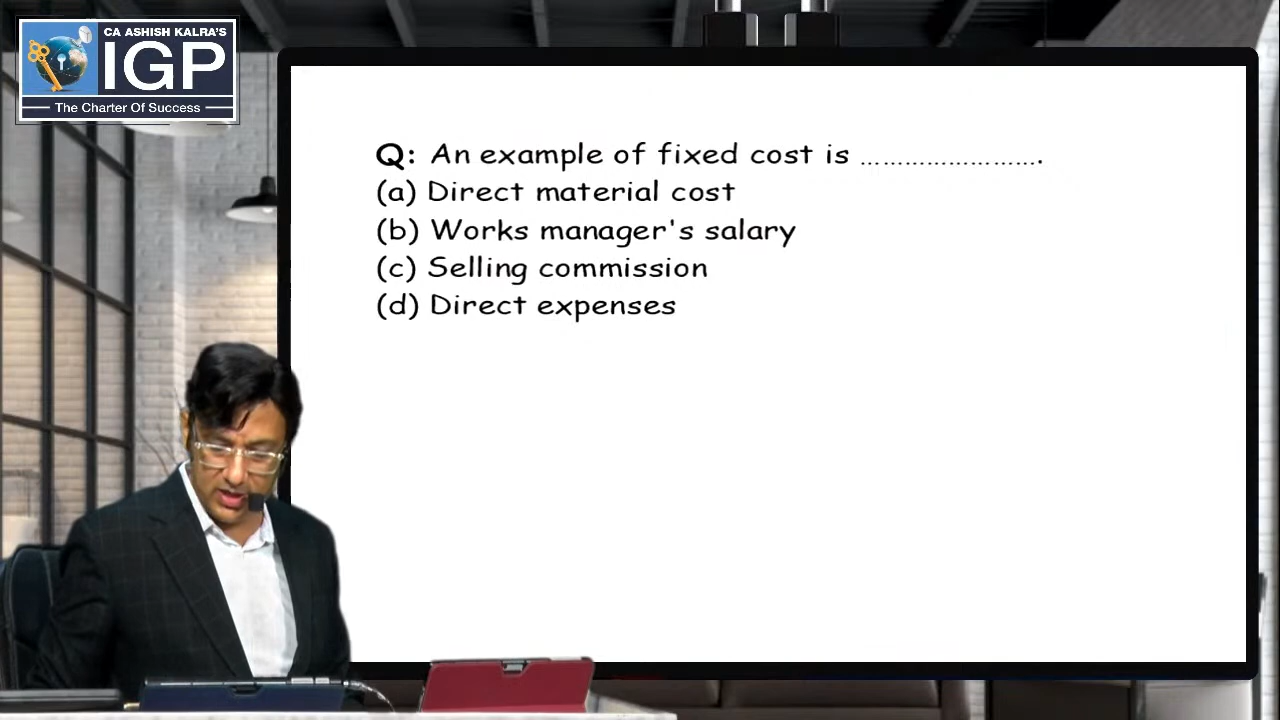 CA ASHISH KALRA'S
IGP
The Charter Of Success
Q: An example of fixed cost is ........................
(a) Direct material cost
(b) Works manager's salary
(c) Selling commission
(d) Direct expenses